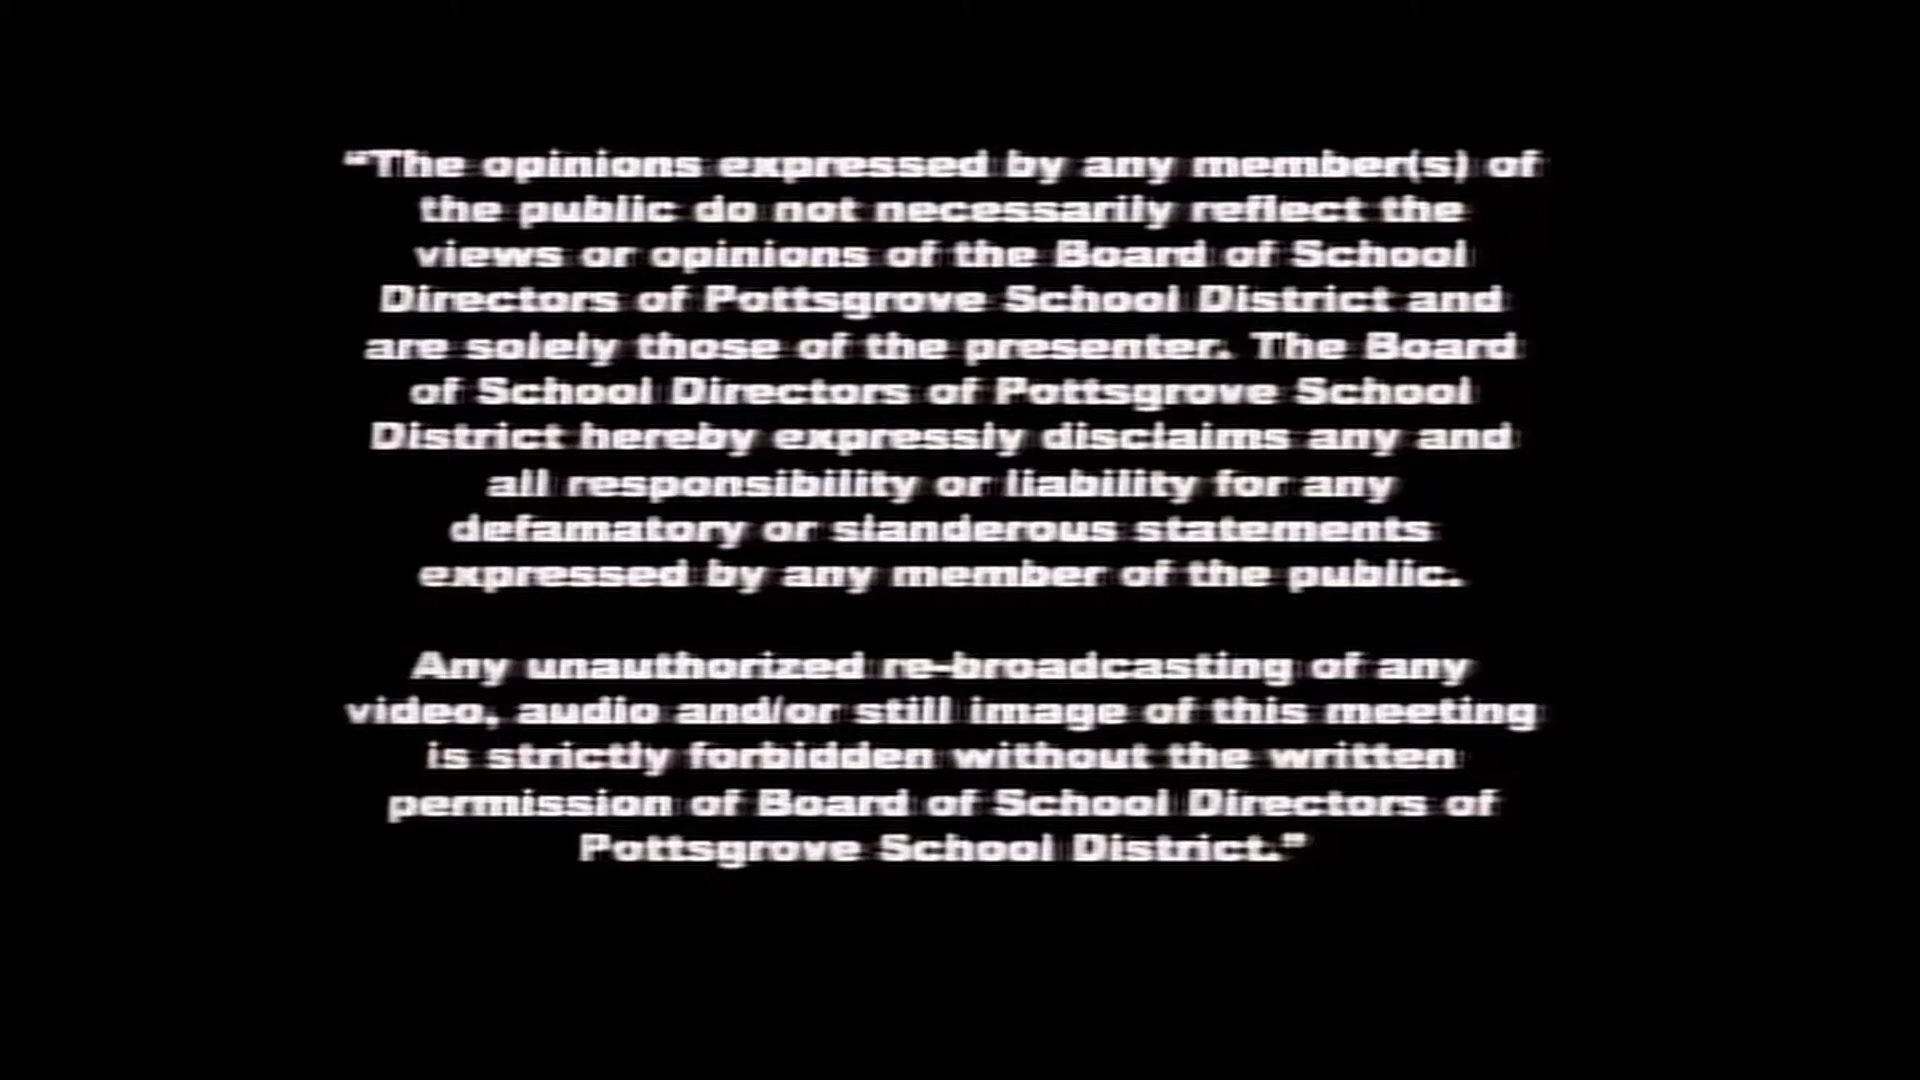 “The opinions expressed by any member(s) of
the public do not necessarily reflect the
views or opinions of the Board of School
Directors of Pottsgrove School District and
are solely those of the presenter. The Board
of School Directors of Pottsgrove School
District hereby expressly disclaims any and
all responsibility or liability for any
defamatory or slanderous statements
expressed by any member of the public.
Any unauthorized re-broadcasting of any
video, audio and/or still image of this meeting
is strictly forbidden without the written
permission of Board of School Directors of
Pottsgrove School District.”